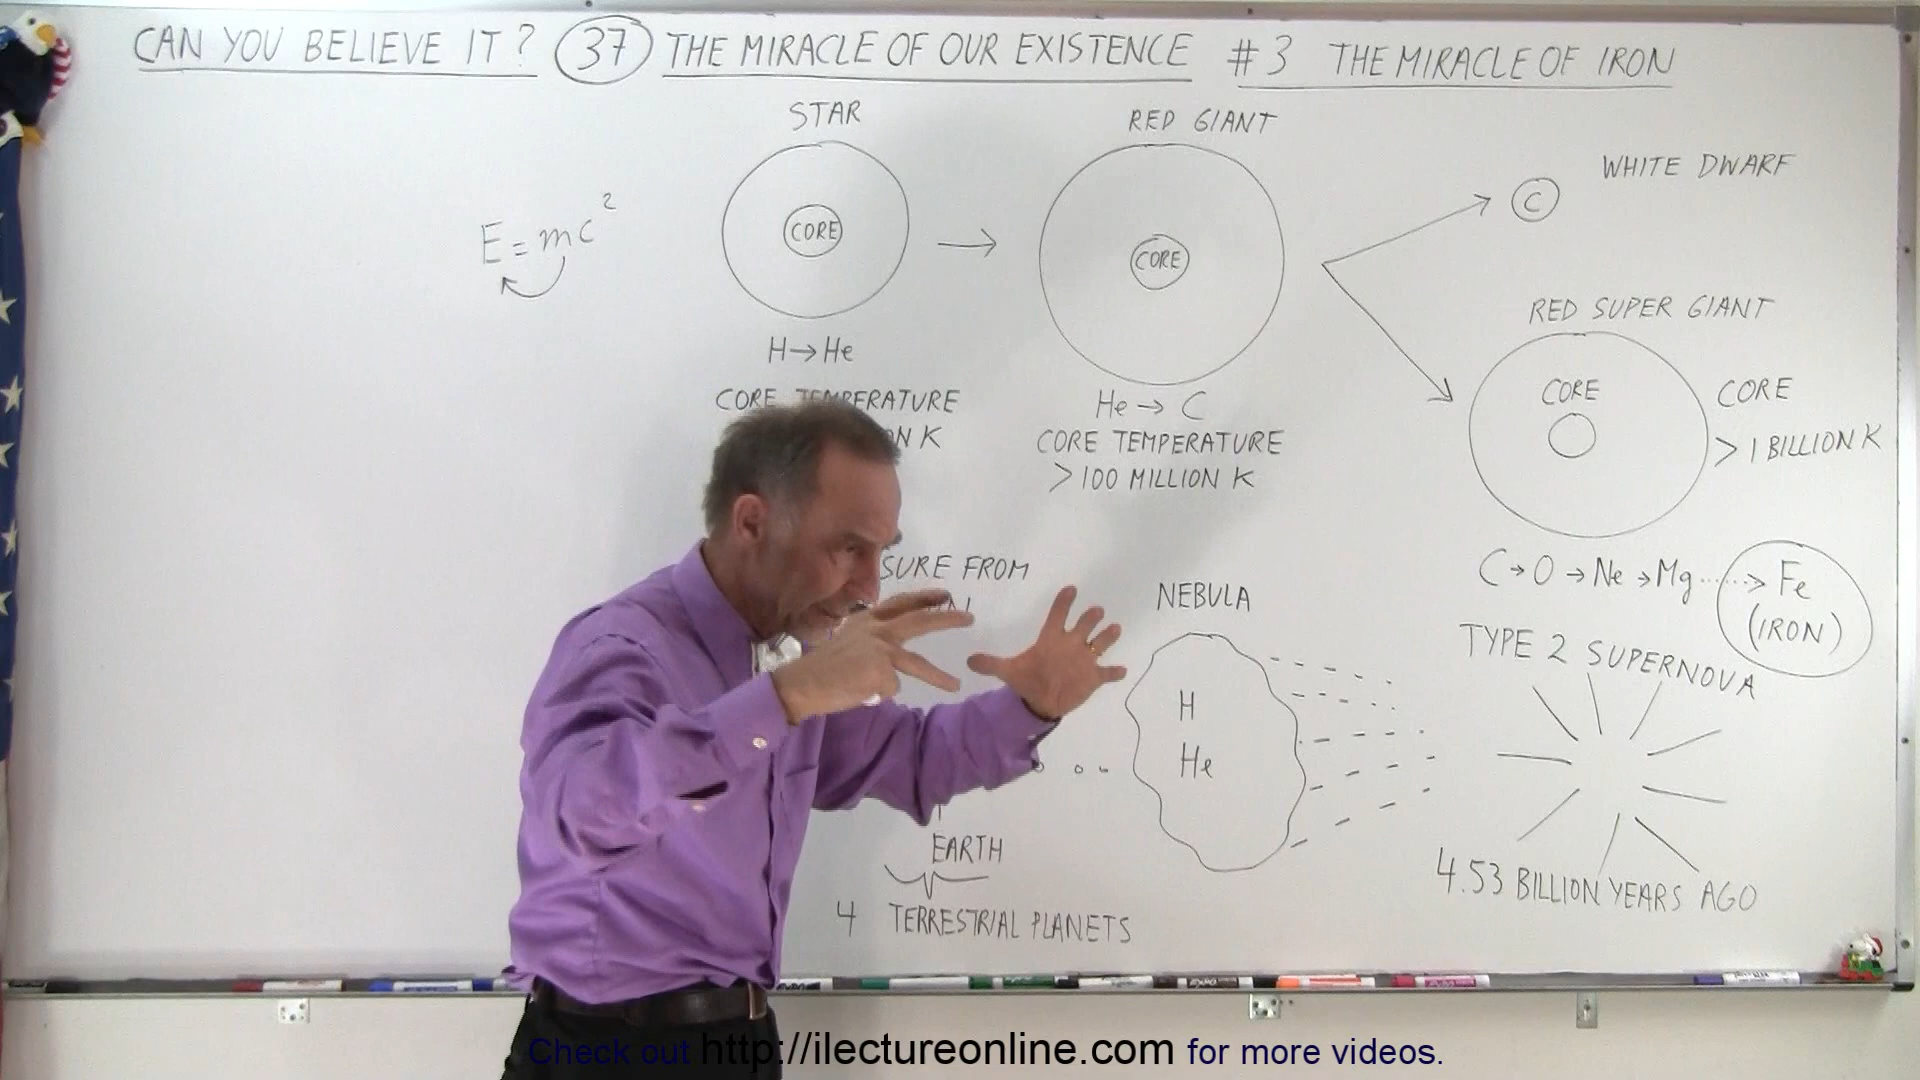 CAN YOU BELIEVE IT? 37 THE MIRACLE OF OUR EXISTENCE #3 THE MIRACLE OF IRON
STAR
CORE
H→He
CORE TEMPERATURE
K
E=mc²
RED GIANT
CORE
He→C
CORE TEMPERATURE
>100 MILLION K
WHITE DWARF
C
RED SUPER GIANT
CORE
CORE
>1 BILLION K
C→O→Ne→Mg······>Fe
(IRON)
TYPE 2 SUPERNOVA
4.53 BILLION YEARS AGO
NEBULA
H
He
FROM
EARTH
4 TERRESTRIAL PLANETS
Check out http://ilectureonline.com for more videos.